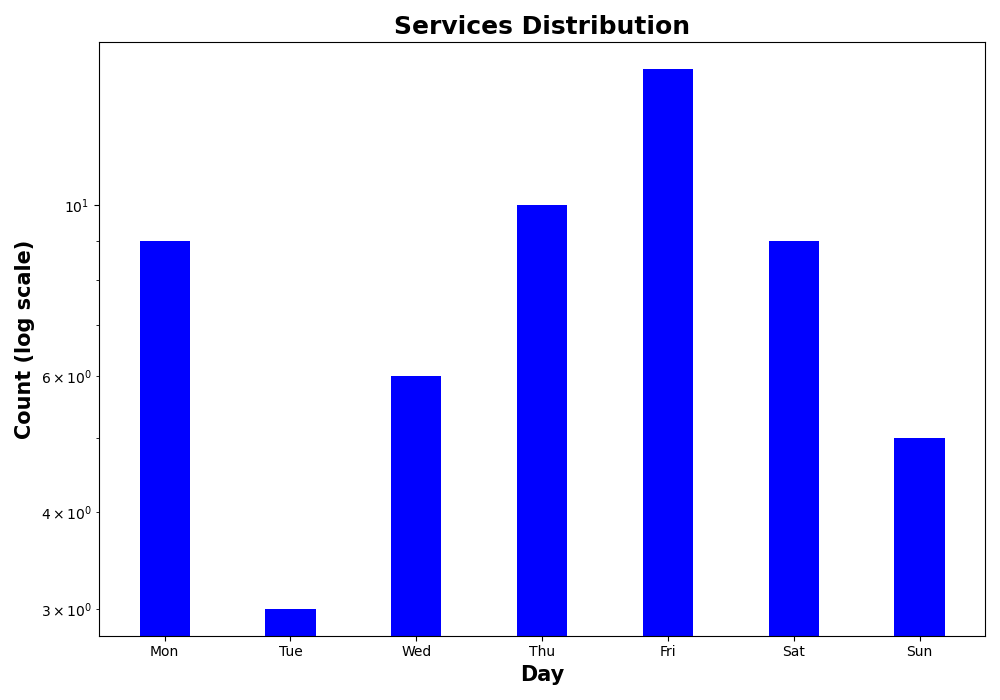 Services Distribution
Count (log scale)
10¹
6 × 10⁰
4 × 10⁰
3 × 10⁰
Mon Tue Wed Thu Fri Sat Sun
Day